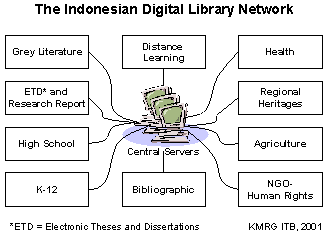 The Indonesian Digital Library Network
Grey Literature
Distance
Learning
Health
ETD* and
Research Report
Regional
Heritages
High School
Central Servers
Agriculture
K-12
Bibliographic
NGO-
Human Rights
*ETD = Electronic Theses and Dissertations
KMRG ITB, 2001